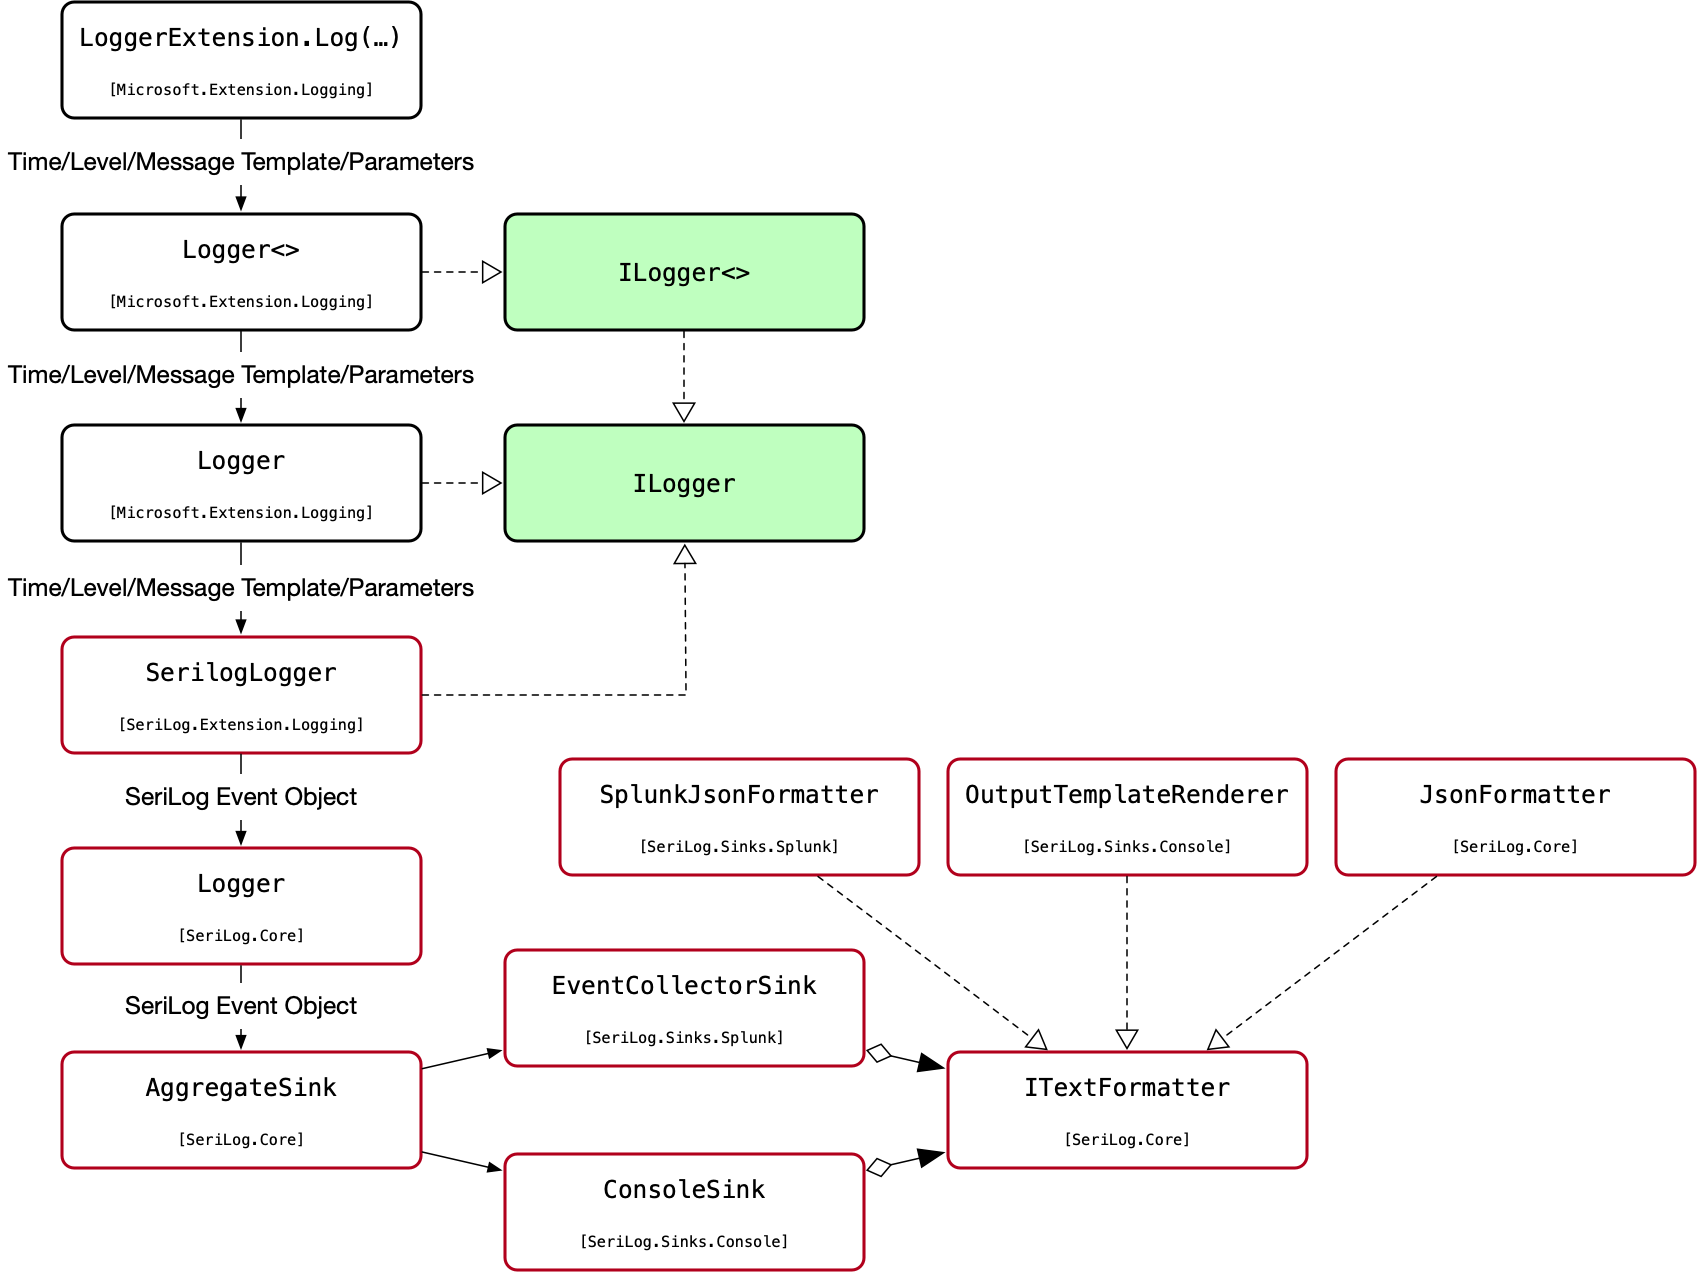 LoggerExtension.Log(…)
[Microsoft.Extension.Logging]
Time/Level/Message Template/Parameters
Logger<>
[Microsoft.Extension.Logging]
ILogger<>
Time/Level/Message Template/Parameters
Logger
[Microsoft.Extension.Logging]
ILogger
Time/Level/Message Template/Parameters
SerilogLogger
[SeriLog.Extension.Logging]
SeriLog Event Object
SplunkJsonFormatter
[SeriLog.Sinks.Splunk]
OutputTemplateRenderer
[SeriLog.Sinks.Console]
JsonFormatter
[SeriLog.Core]
Logger
[SeriLog.Core]
SeriLog Event Object
EventCollectorSink
[SeriLog.Sinks.Splunk]
AggregateSink
[SeriLog.Core]
ITextFormatter
[SeriLog.Core]
ConsoleSink
[SeriLog.Sinks.Console]